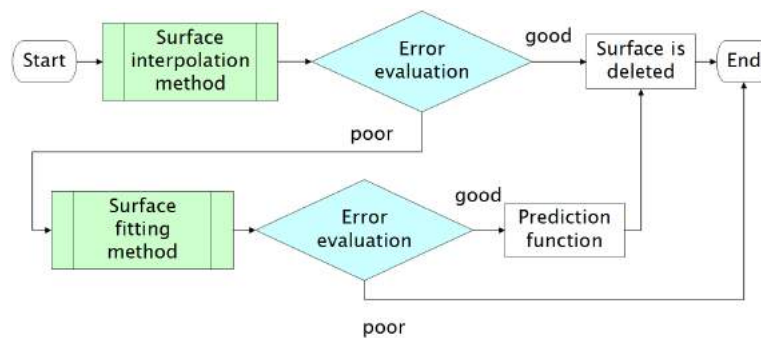 Start
Surface
interpolation
method
Error
evaluation
good
Surface is
deleted
End
poor
Surface
fitting
method
Error
evaluation
good
Prediction
function
poor